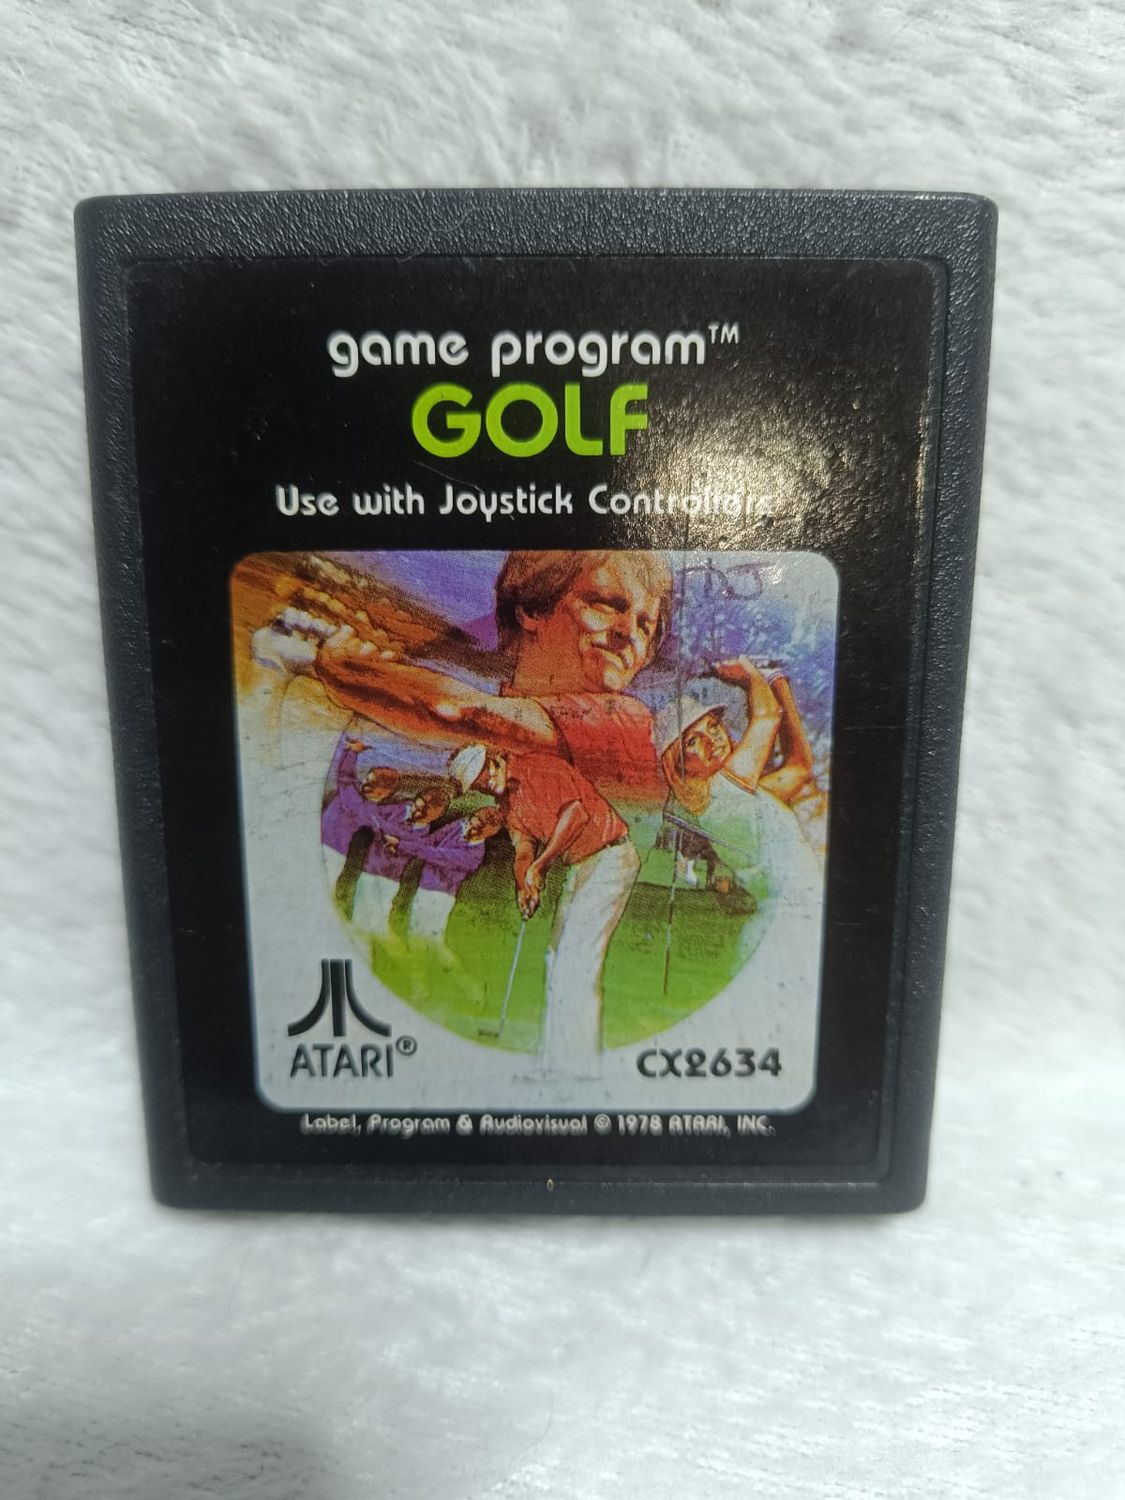 game program™
GOLF
Use with Joystick Controllers
ATARI®
CX2634
Label, Program & Audiovisual © 1978 ATARI, INC.